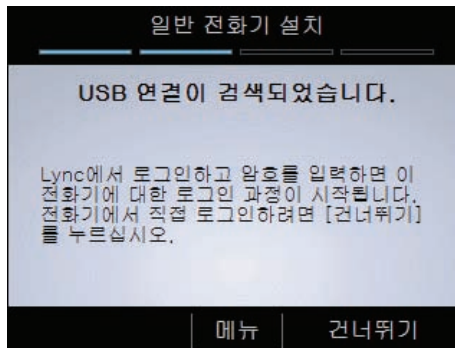 일반 전화기 설치
USB 연결이 검색되었습니다.
Lync에서 로그인하고 암호를 입력하면 이
전화기에 대한 로그인 과정이 시작됩니다.
전화기에서 직접 로그인하려면 [건너뛰기]
를 누르십시오.
메뉴 건너뛰기